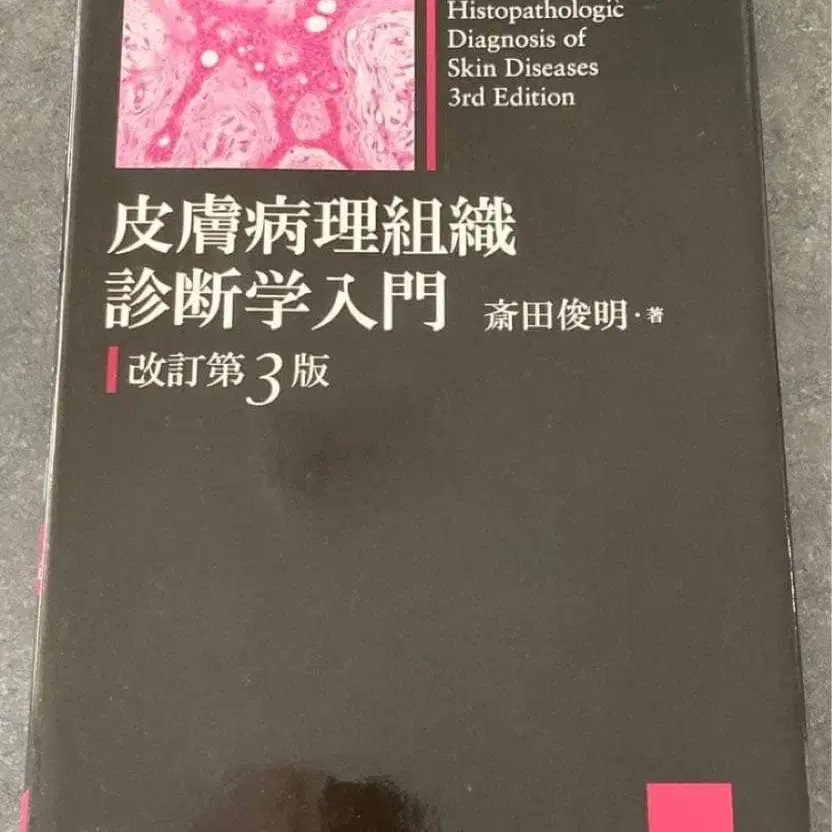 Histopathologic
Diagnosis of
Skin Diseases
3rd Edition
皮膚病理組織
診断学入門
斎田俊明・著
改訂第3版